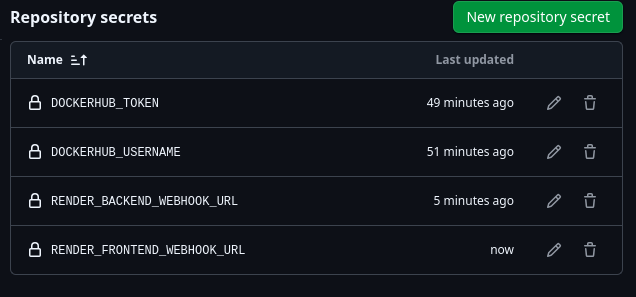 Repository secrets
New repository secret
Name Last updated
DOCKERHUB_TOKEN 49 minutes ago
DOCKERHUB_USERNAME 51 minutes ago
RENDER_BACKEND_WEBHOOK_URL 5 minutes ago
RENDER_FRONTEND_WEBHOOK_URL now